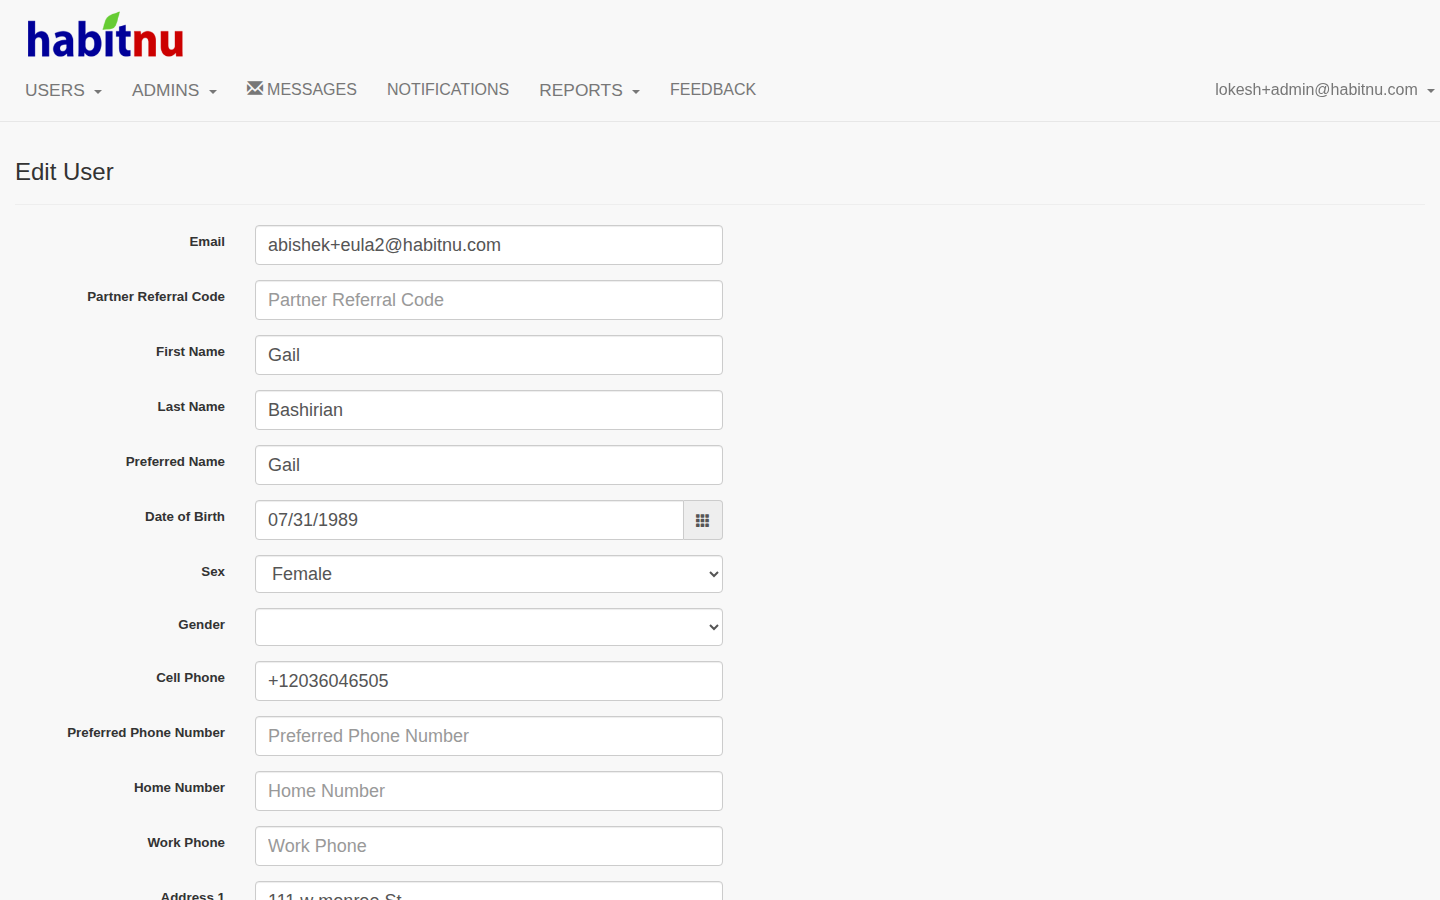 habitnu
USERS ADMINS MESSAGES NOTIFICATIONS REPORTS FEEDBACK lokesh+admin@habitnu.com
Edit User
Email abishek+eula2@habitnu.com
Partner Referral Code Partner Referral Code
First Name Gail
Last Name Bashirian
Preferred Name Gail
Date of Birth 07/31/1989
Sex Female
Gender
Cell Phone +12036046505
Preferred Phone Number Preferred Phone Number
Home Number Home Number
Work Phone Work Phone
Address 1 111 w monroe St